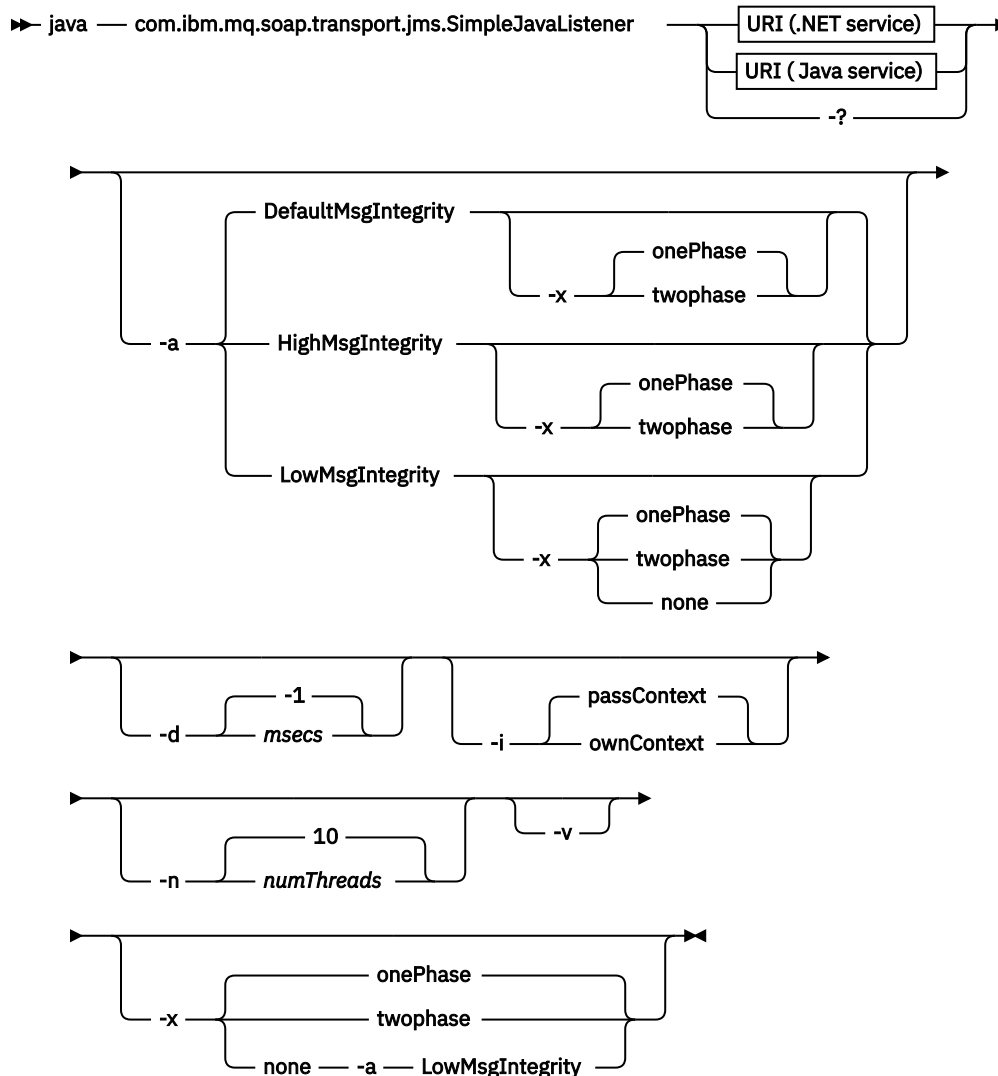 java com.ibm.mq.soap.transport.jms.SimpleJavaListener URI (.NET service)
URI ( Java service)
-?
DefaultMsgIntegrity
onePhase
-x twophase
-a HighMsgIntegrity
onePhase
-x twophase
LowMsgIntegrity
onePhase
-x twophase
none
-1 passContext
-d msecs
-i ownContext
10
-v
-n numThreads
onePhase
-x twophase
none -a LowMsgIntegrity